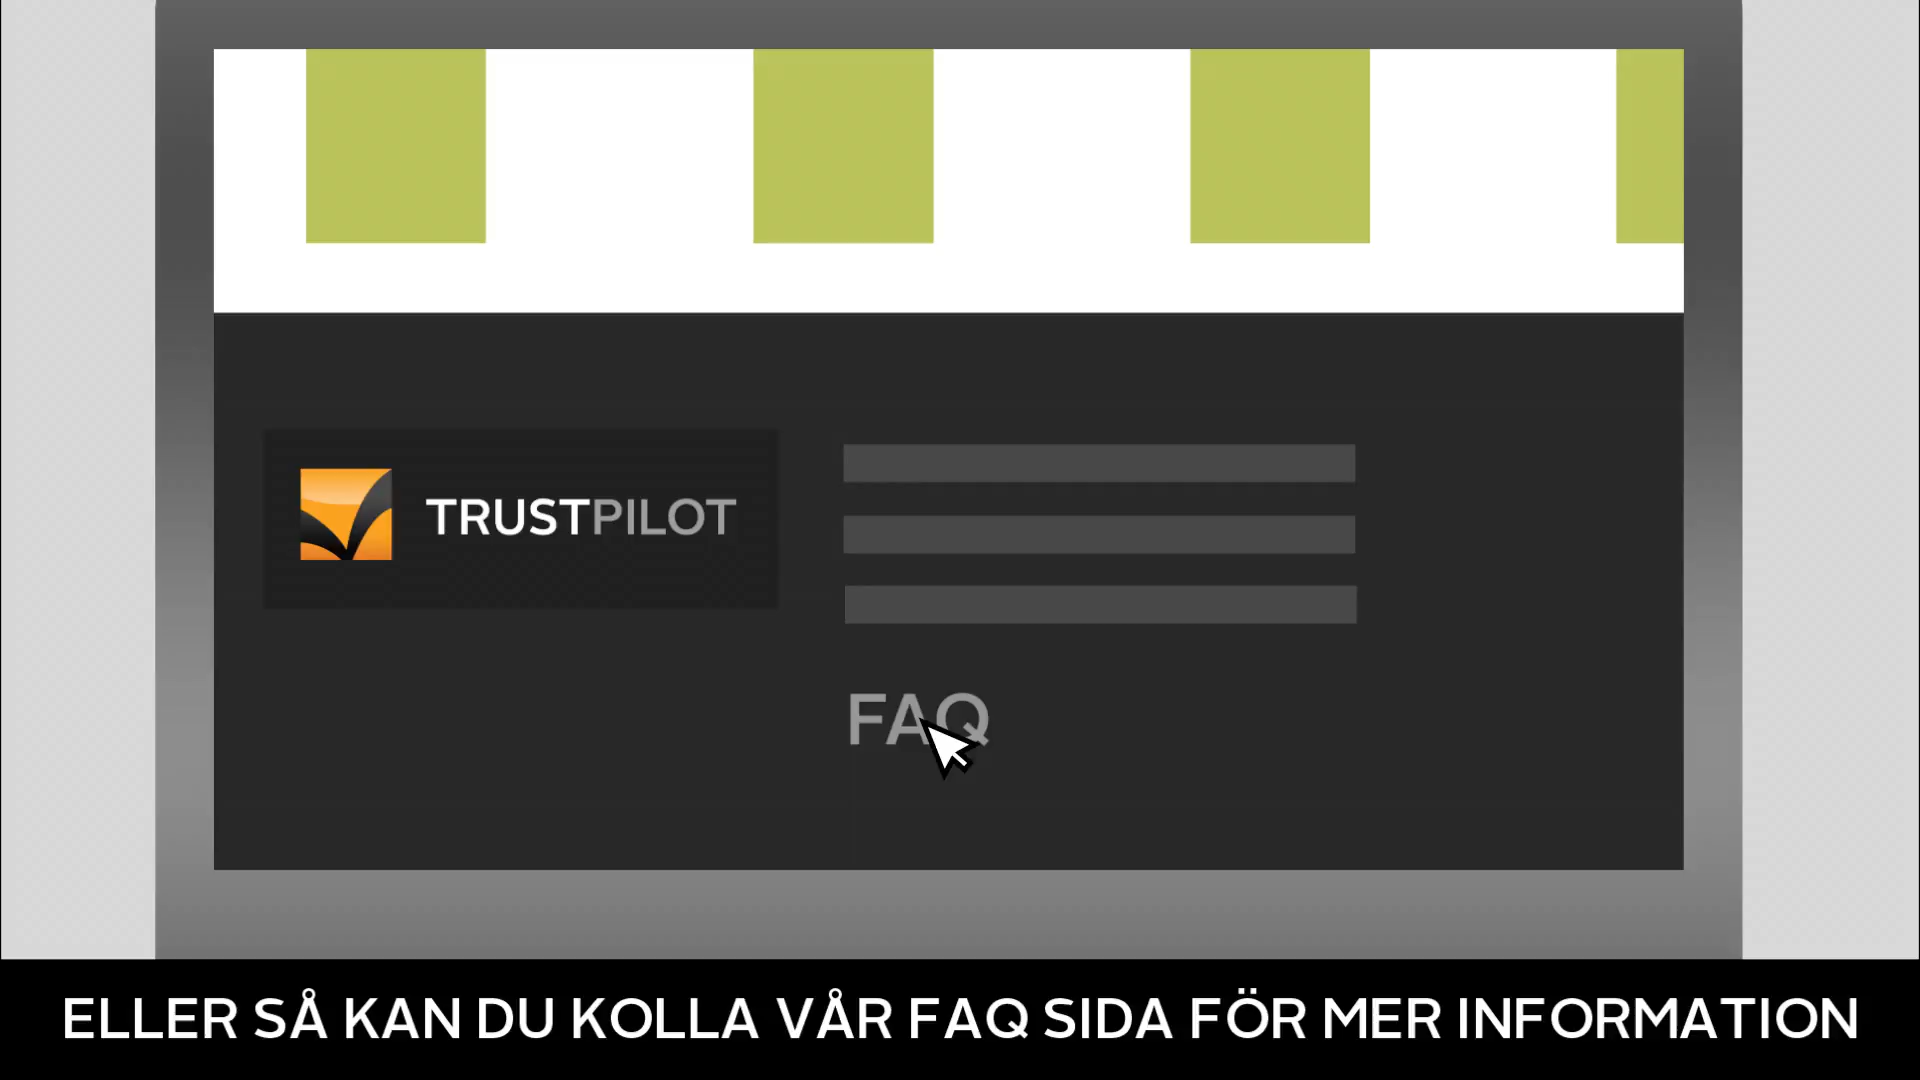 TRUSTPILOT
FAQ
ELLER SÅ KAN DU KOLLA VÅR FAQ SIDA FÖR MER INFORMATION